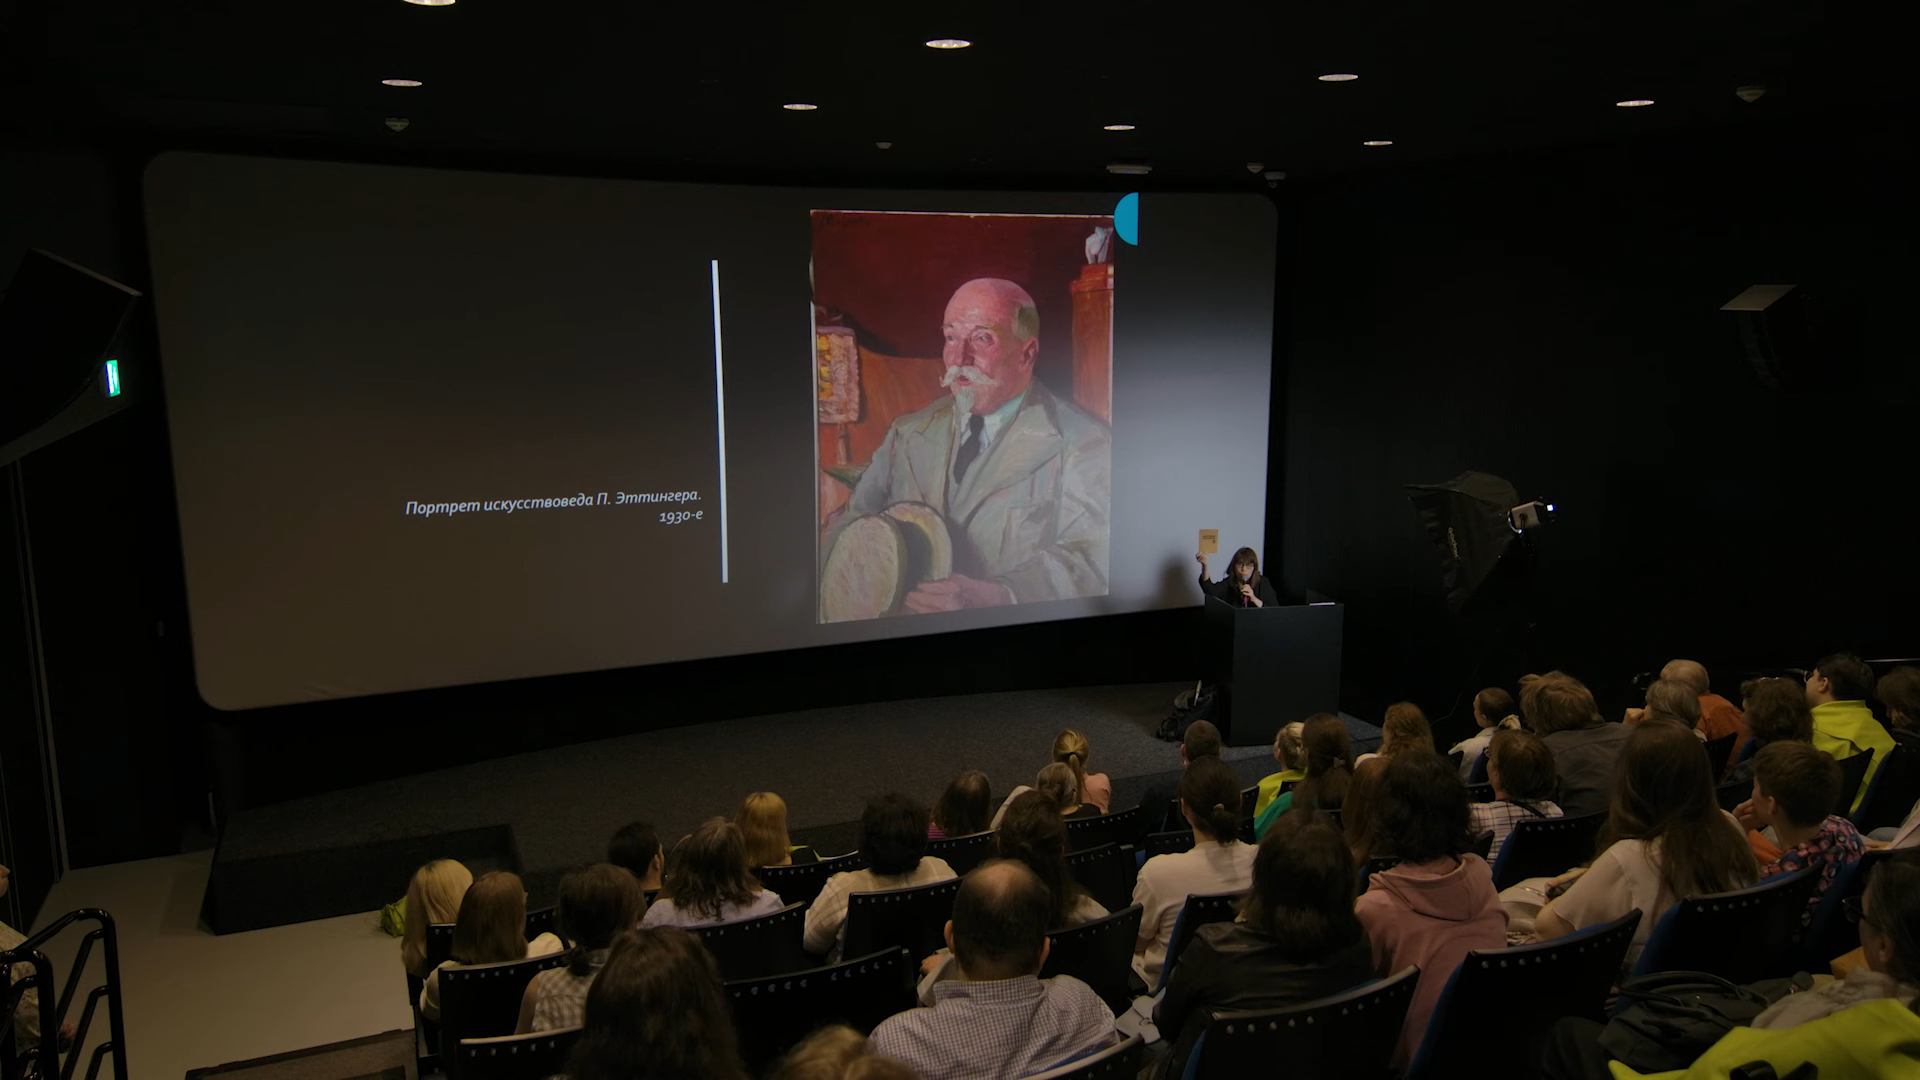 Портрет искусствоведа П. Эттингера.
1930-е